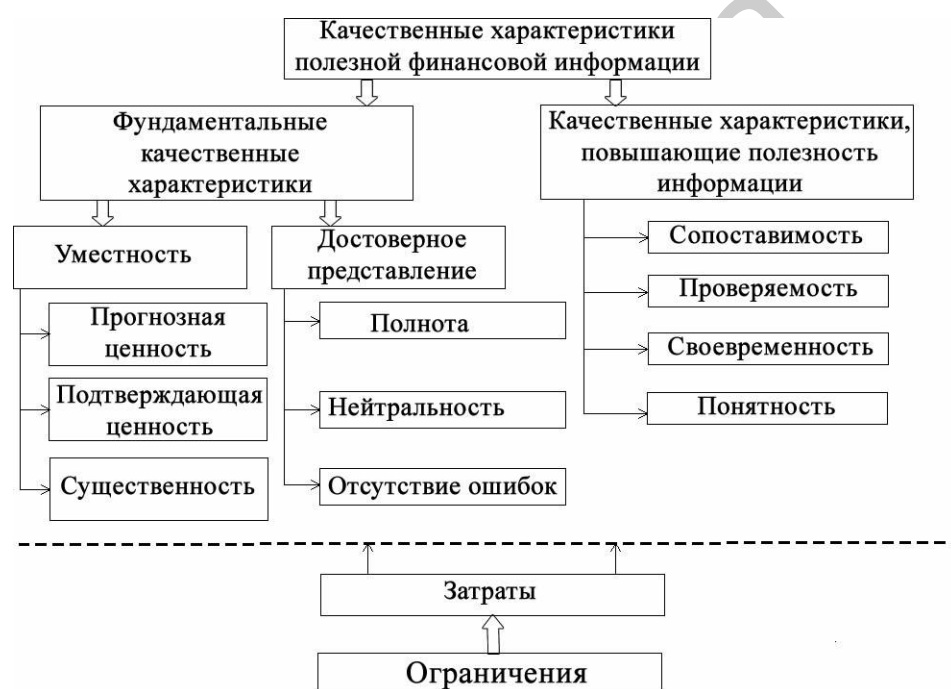 Качественные характеристики
полезной финансовой информации
Фундаментальные
качественные
характеристики
Качественные характеристики,
повышающие полезность
информации
Уместность
Достоверное
представление
Прогнозная
ценность
Подтверждающая
ценность
Существенность
Полнота
Нейтральность
Отсутствие ошибок
Сопоставимость
Проверяемость
Своевременность
Понятность
Затраты
Ограничения